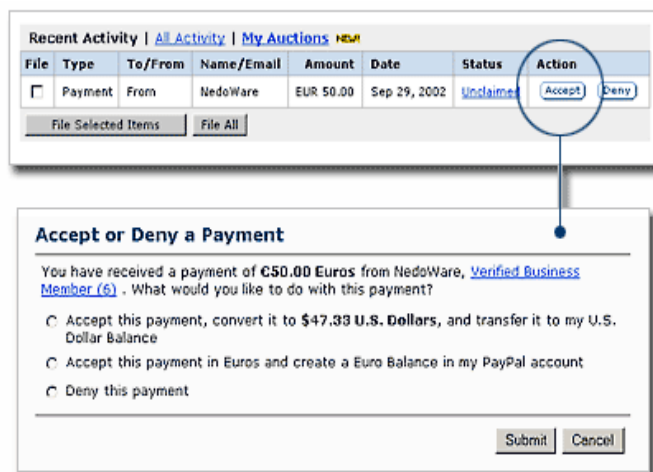 Recent Activity | All Activity | My Auctions NEW!
File Type To/From Name/Email Amount Date Status Action
Payment From NedoWare EUR 50.00 Sep 29, 2002 Unclaimed Accept Deny
File Selected Items File All
Accept or Deny a Payment
You have received a payment of €50.00 Euros from NedoWare, Verified Business
Member (6) . What would you like to do with this payment?
Accept this payment, convert it to $47.33 U.S. Dollars, and transfer it to my U.S.
Dollar Balance
Accept this payment in Euros and create a Euro Balance in my PayPal account
Deny this payment
Submit Cancel